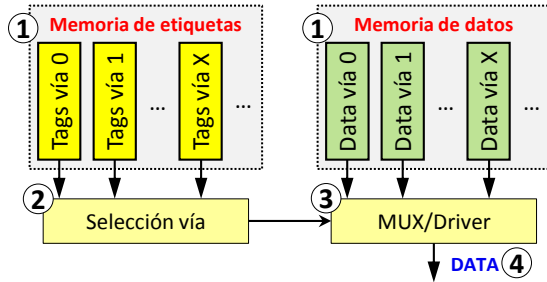 1 Memoria de etiquetas
Tags vía 0
Tags vía 1
...
Tags vía X
...
1 Memoria de datos
Data vía 0
Data vía 1
...
Data vía X
...
2 Selección vía
3 MUX/Driver
DATA 4